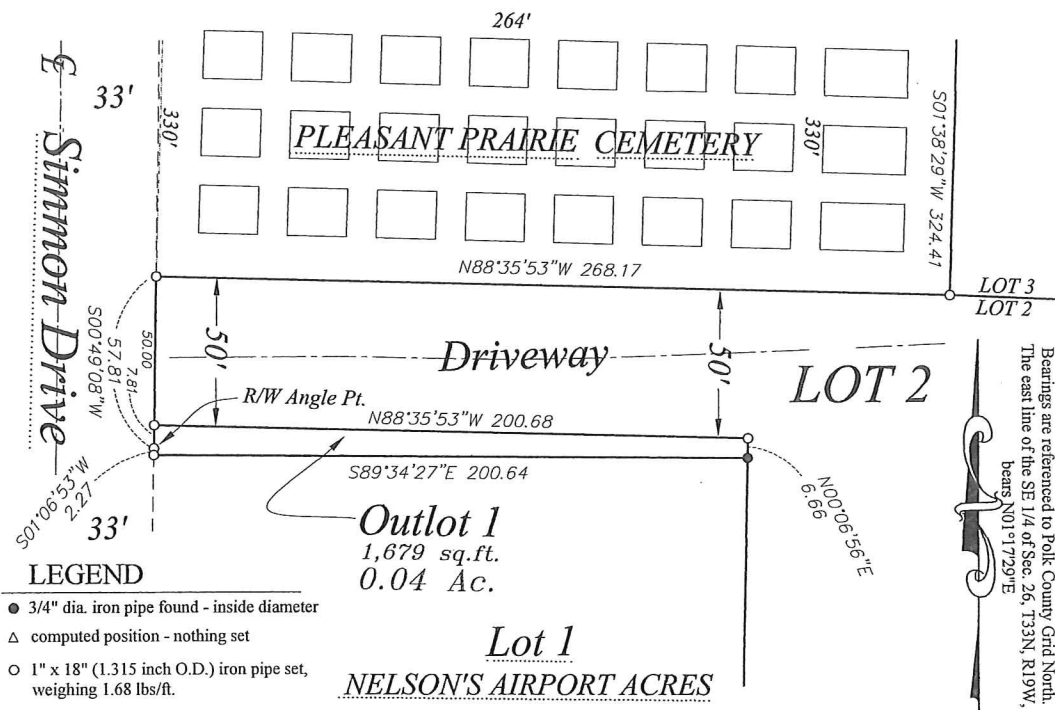 264'
℄ Simmon Drive
33'
330'
PLEASANT PRAIRIE CEMETERY
330'
S01°38'29"W 324.41
N88°35'53"W 268.17
LOT 3
LOT 2
50'
Driveway
50'
LOT 2
S00°49'08"W
57.81
50.00
7.81
R/W Angle Pt.
N88°35'53"W 200.68
S89°34'27"E 200.64
S01°06'53"W
2.27
33'
N00°06'56"E
6.66
Outlot 1
1,679 sq.ft.
0.04 Ac.
Lot 1
NELSON'S AIRPORT ACRES
Bearings are referenced to Polk County Grid North.
The east line of the SE 1/4 of Sec. 26, T33N, R19W,
bears N01°17'29"E
LEGEND
3/4" dia. iron pipe found - inside diameter
computed position - nothing set
1" x 18" (1.315 inch O.D.) iron pipe set,
weighing 1.68 lbs/ft.